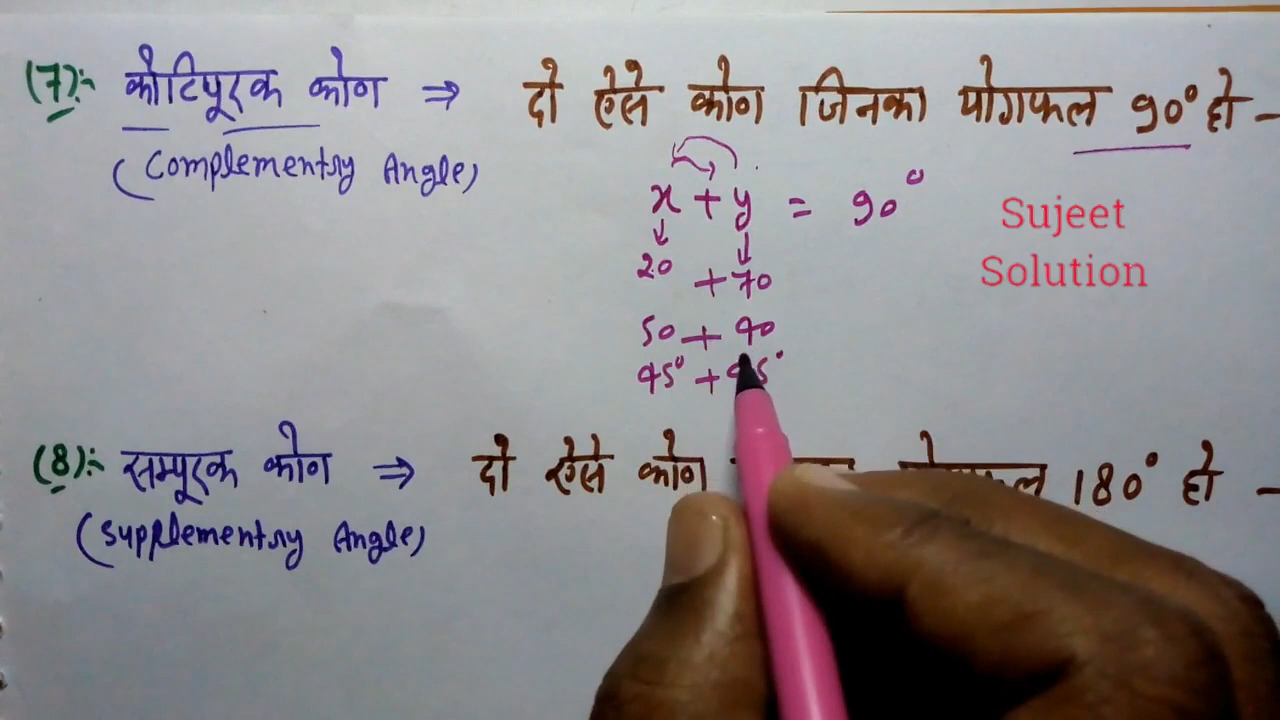 (7):- कोटिपूरक कोण ⇒ दो ऐसे कोण जिनका योगफल 90° हो -
(Complementry Angle)
x + y = 90°
↓ ↓
20 + 70
50 + 40
45° + 45°
Sujeet
Solution
(8):- सम्पूरक कोण ⇒ दो ऐसे कोण 180° हो -
(Supplementry Angle)